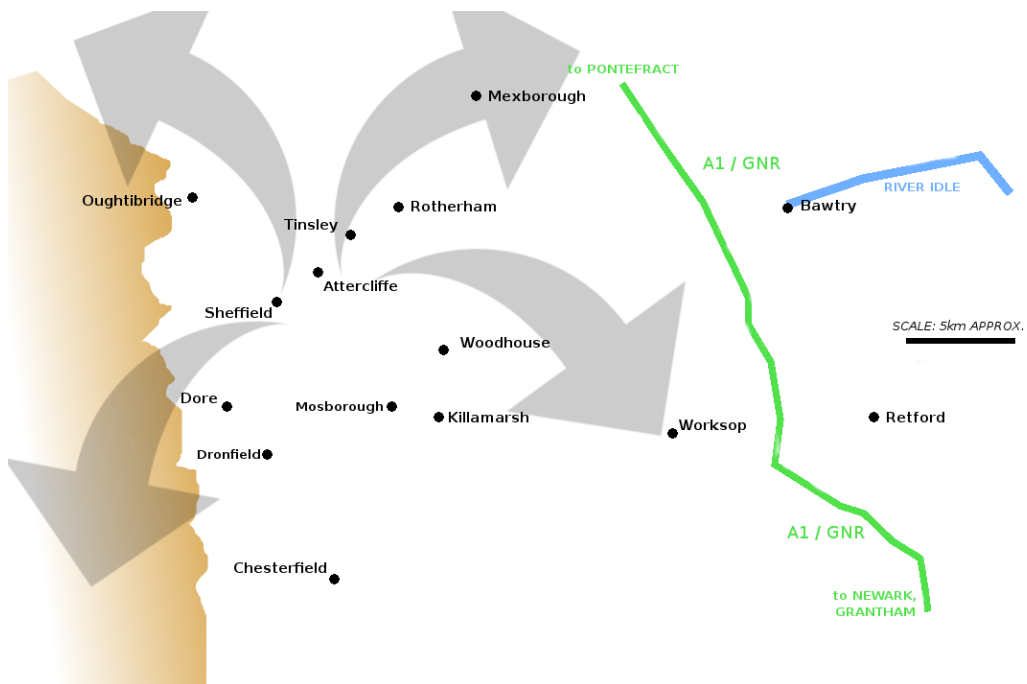 to PONTEFRACT
Mexborough
A1 / GNR
RIVER IDLE
Oughtibridge
Rotherham
Bawtry
Tinsley
Attercliffe
Sheffield
SCALE: 5km APPROX.
Woodhouse
Dore
Mosborough
Killamarsh
Worksop
Retford
Dronfield
A1 / GNR
Chesterfield
to NEWARK,
GRANTHAM